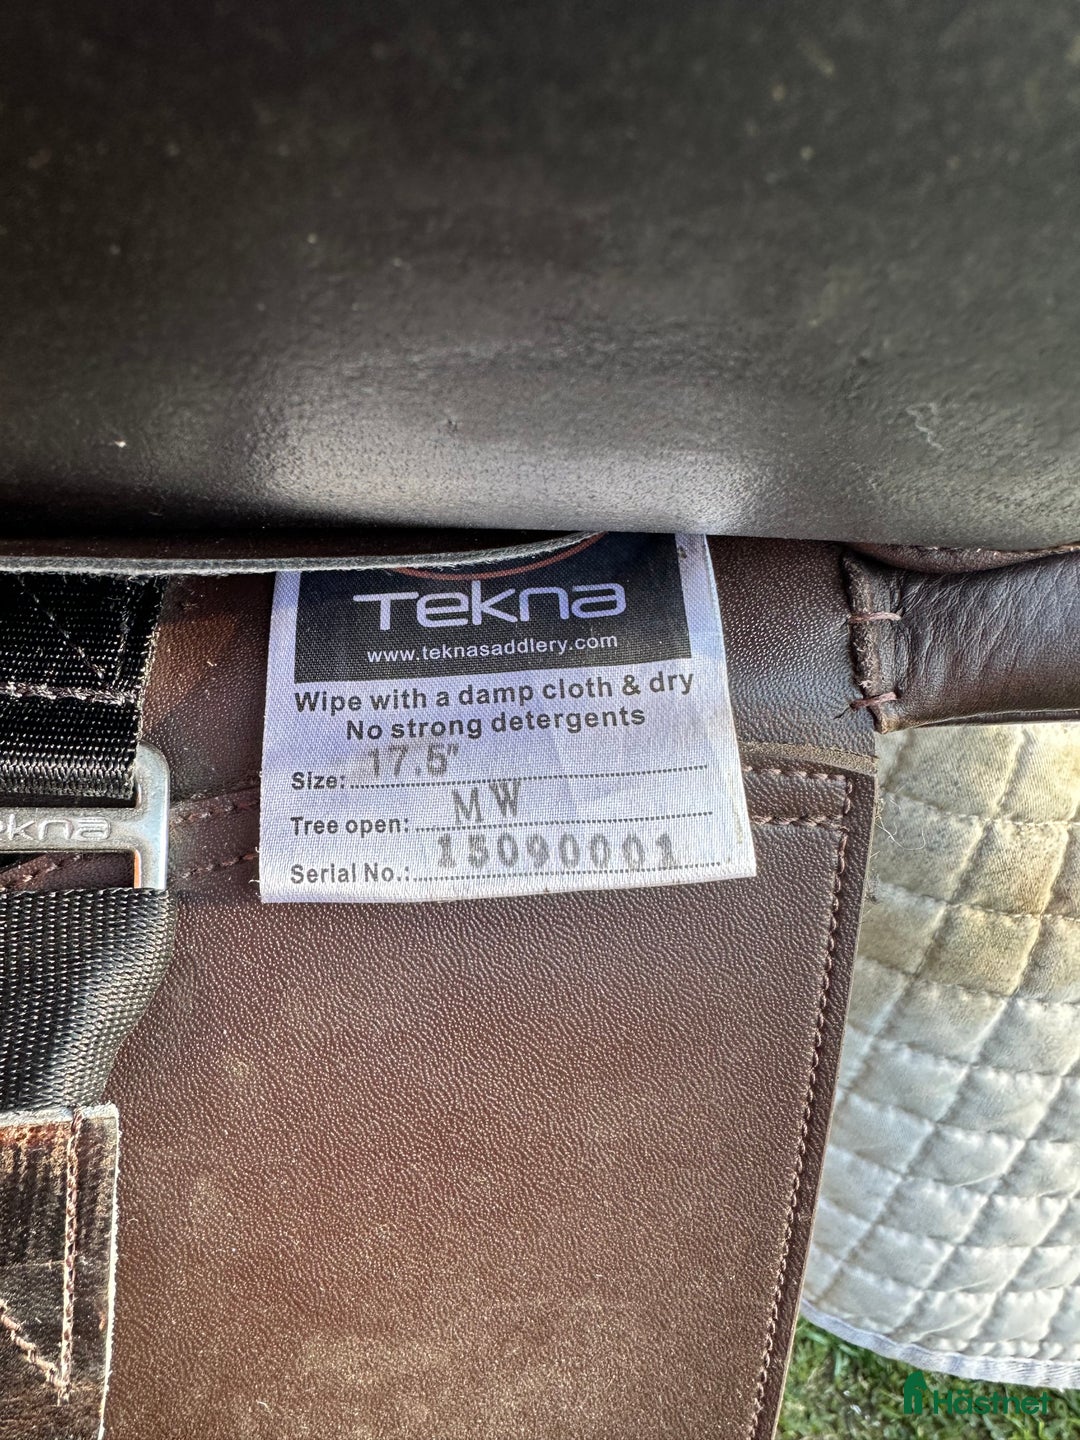 Tekna
www.teknasaddlery.com
Wipe with a damp cloth & dry
No strong detergents
Size: 17.5"
Tree open: MW
Serial No.: 15090001
ekna
Hästnet